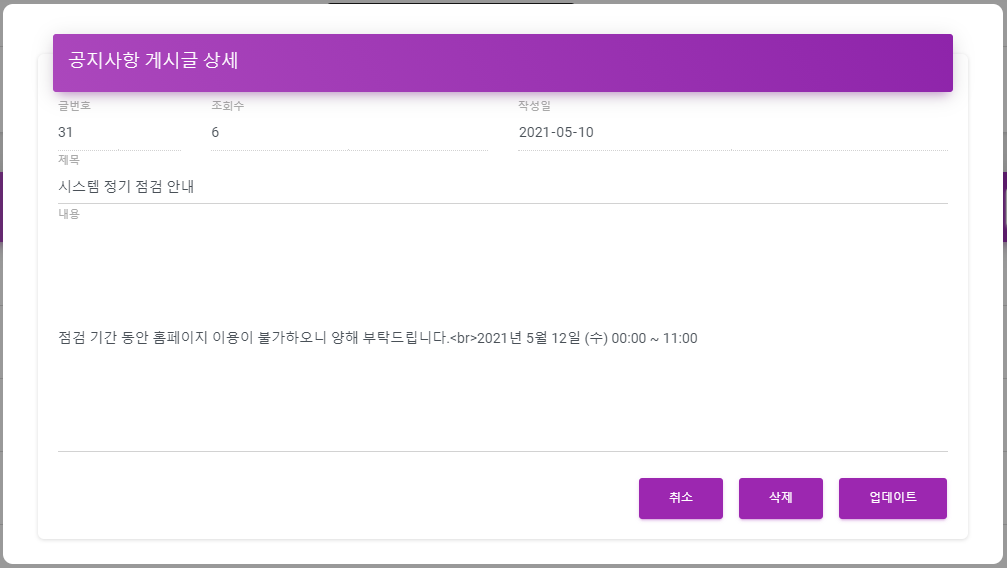 공지사항 게시글 상세
글번호 조회수 작성일
31 6 2021-05-10
제목
시스템 정기 점검 안내
내용
점검 기간 동안 홈페이지 이용이 불가하오니 양해 부탁드립니다.<br>2021년 5월 12일 (수) 00:00 ~ 11:00
취소 삭제 업데이트